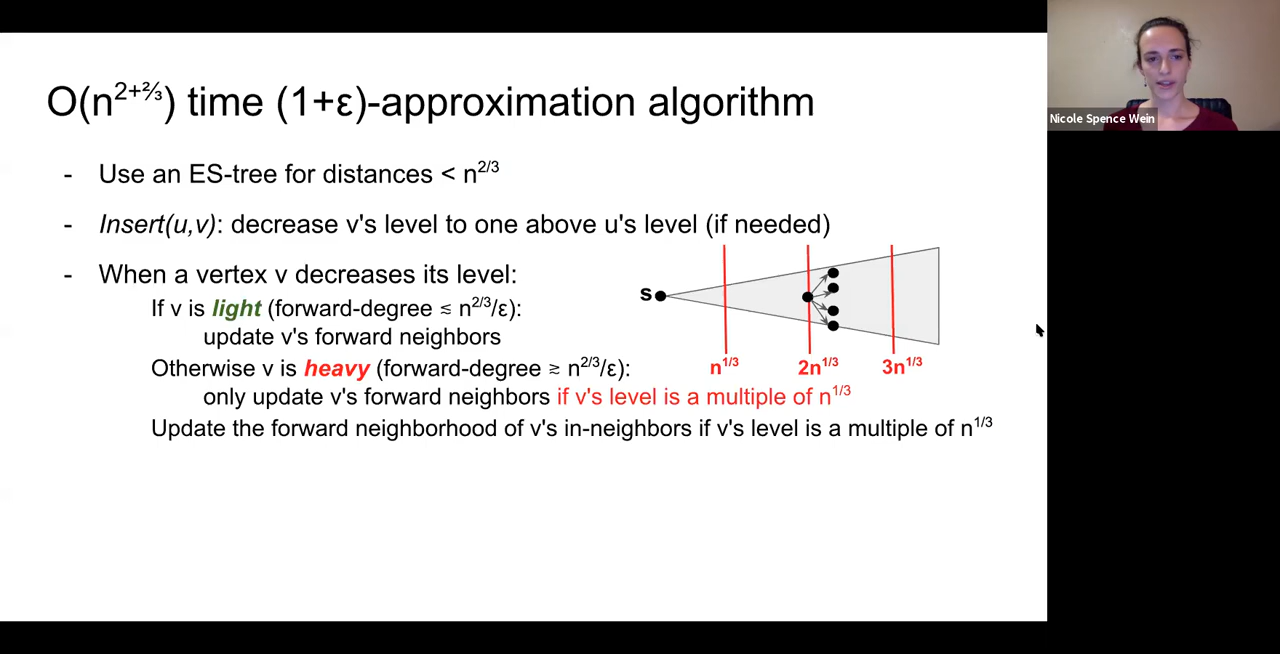 O(n^2+⅔) time (1+ε)-approximation algorithm
Nicole Spence Wein
- Use an ES-tree for distances < n^2/3
- Insert(u,v): decrease v's level to one above u's level (if needed)
- When a vertex v decreases its level:
If v is light (forward-degree ≲ n^2/3/ε):
update v's forward neighbors
Otherwise v is heavy (forward-degree ≳ n^2/3/ε):
only update v's forward neighbors if v's level is a multiple of n^1/3
Update the forward neighborhood of v's in-neighbors if v's level is a multiple of n^1/3
s
n^1/3 2n^1/3 3n^1/3